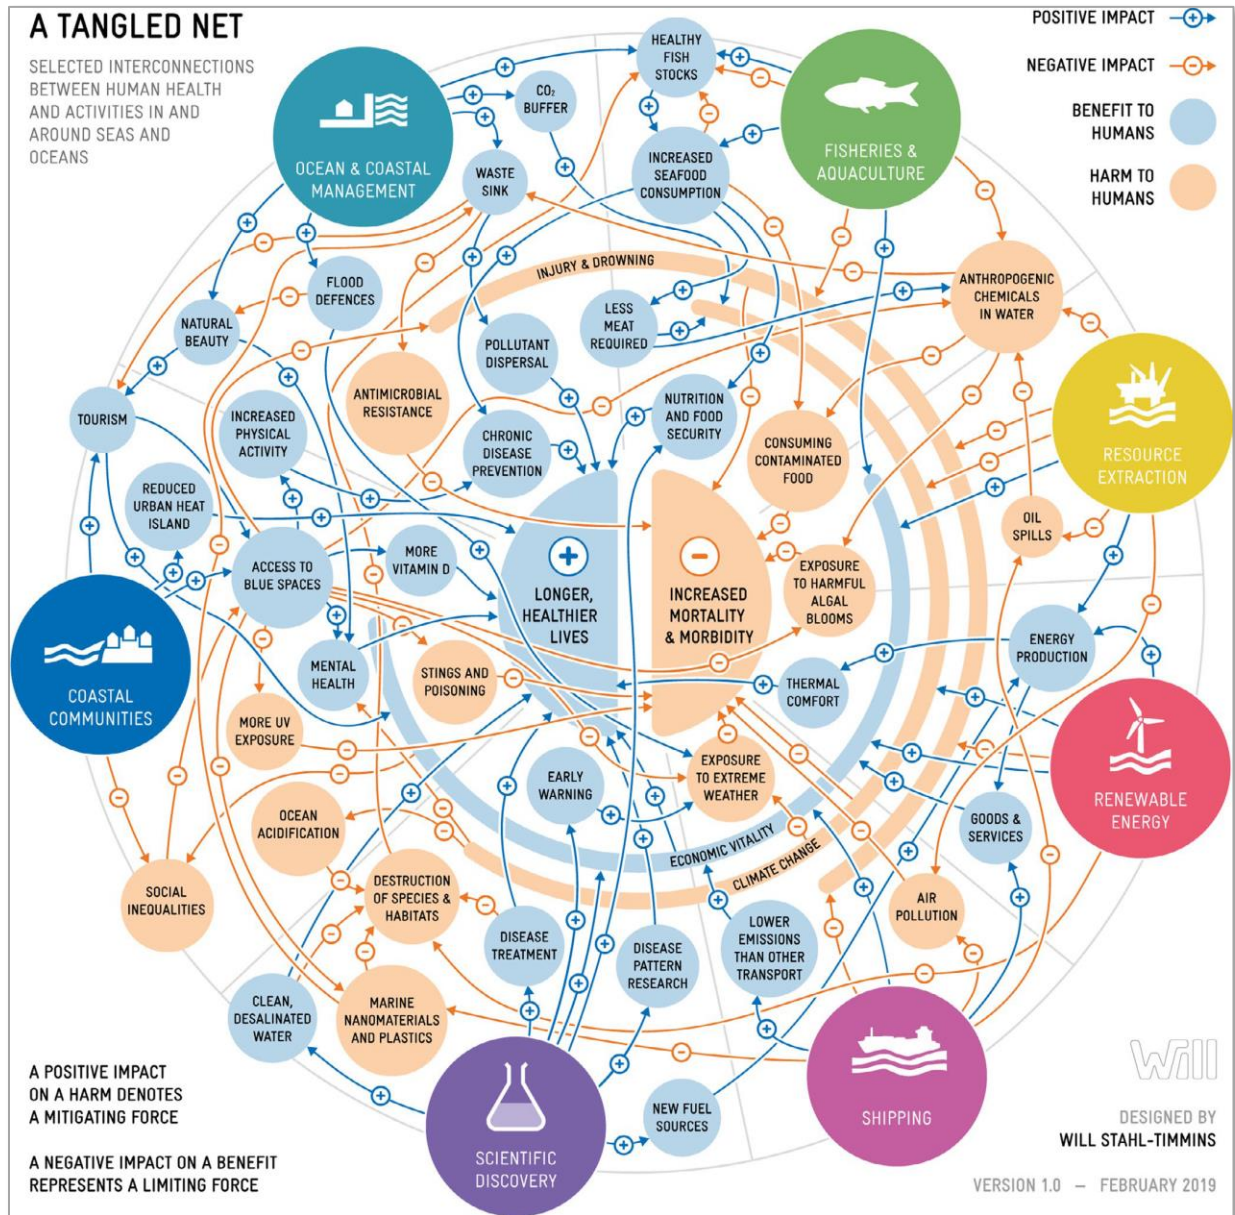 A TANGLED NET
SELECTED INTERCONNECTIONS
BETWEEN HUMAN HEALTH
AND ACTIVITIES IN AND
AROUND SEAS AND
OCEANS
POSITIVE IMPACT
NEGATIVE IMPACT
BENEFIT TO
HUMANS
HARM TO
HUMANS
OCEAN & COASTAL
MANAGEMENT
CO₂
BUFFER
WASTE
SINK
HEALTHY
FISH
STOCKS
INCREASED
SEAFOOD
CONSUMPTION
FISHERIES &
AQUACULTURE
ANTHROPOGENIC
CHEMICALS
IN WATER
FLOOD
DEFENCES
NATURAL
BEAUTY
INJURY & DROWNING
LESS
MEAT
REQUIRED
POLLUTANT
DISPERSAL
ANTIMICROBIAL
RESISTANCE
TOURISM
INCREASED
PHYSICAL
ACTIVITY
CHRONIC
DISEASE
PREVENTION
NUTRITION
AND FOOD
SECURITY
CONSUMING
CONTAMINATED
FOOD
RESOURCE
EXTRACTION
OIL
SPILLS
REDUCED
URBAN HEAT
ISLAND
ACCESS TO
BLUE SPACES
MORE
VITAMIN D
LONGER,
HEALTHIER
LIVES
INCREASED
MORTALITY
& MORBIDITY
EXPOSURE
TO HARMFUL
ALGAL
BLOOMS
ENERGY
PRODUCTION
COASTAL
COMMUNITIES
MENTAL
HEALTH
STINGS AND
POISONING
THERMAL
COMFORT
MORE UV
EXPOSURE
EARLY
WARNING
EXPOSURE
TO EXTREME
WEATHER
RENEWABLE
ENERGY
GOODS &
SERVICES
OCEAN
ACIDIFICATION
ECONOMIC VITALITY
CLIMATE CHANGE
SOCIAL
INEQUALITIES
DESTRUCTION
OF SPECIES &
HABITATS
DISEASE
TREATMENT
DISEASE
PATTERN
RESEARCH
LOWER
EMISSIONS
THAN OTHER
TRANSPORT
AIR
POLLUTION
CLEAN,
DESALINATED
WATER
MARINE
NANOMATERIALS
AND PLASTICS
SCIENTIFIC
DISCOVERY
NEW FUEL
SOURCES
SHIPPING
A POSITIVE IMPACT
ON A HARM DENOTES
A MITIGATING FORCE
A NEGATIVE IMPACT ON A BENEFIT
REPRESENTS A LIMITING FORCE
Will
DESIGNED BY
WILL STAHL-TIMMINS
VERSION 1.0 – FEBRUARY 2019